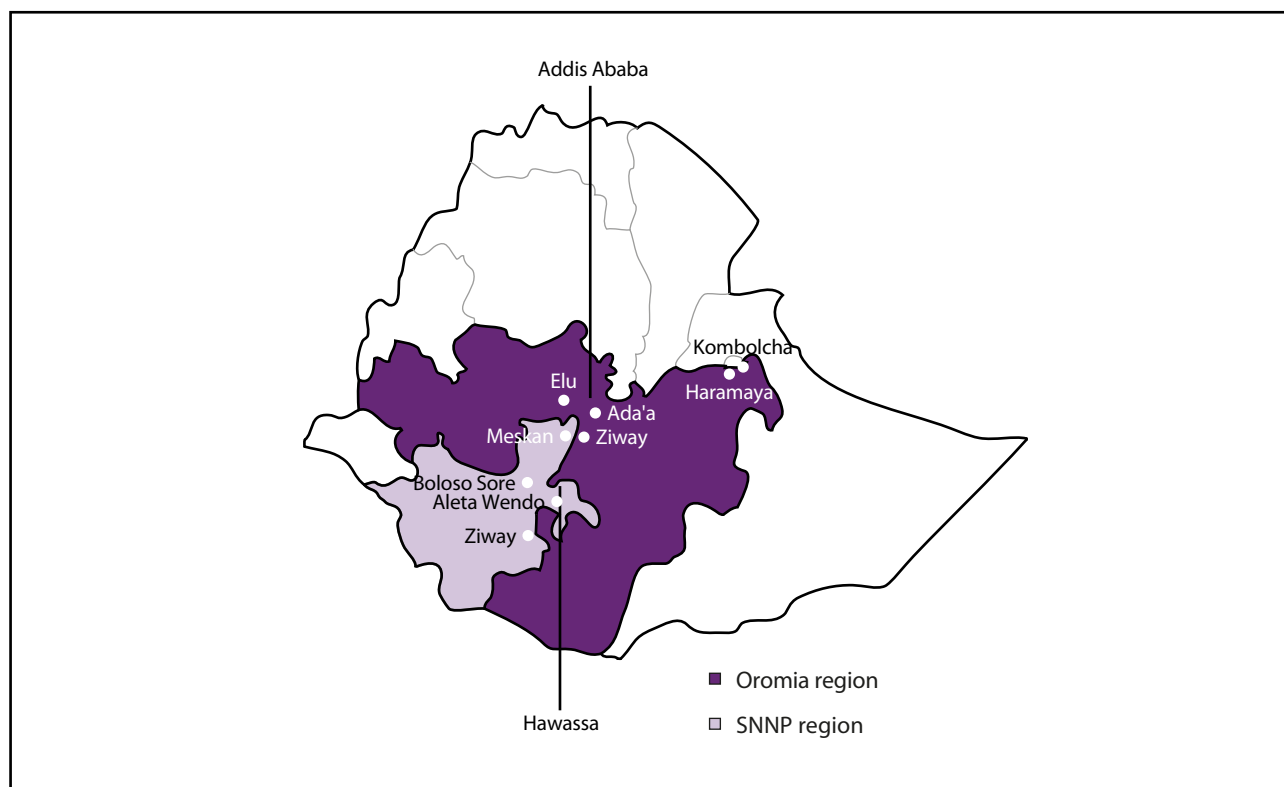 Addis Ababa
Kombolcha
Elu
Haramaya
Ada'a
Meskan
Ziway
Boloso Sore
Aleta Wendo
Ziway
Oromia region
Hawassa
SNNP region